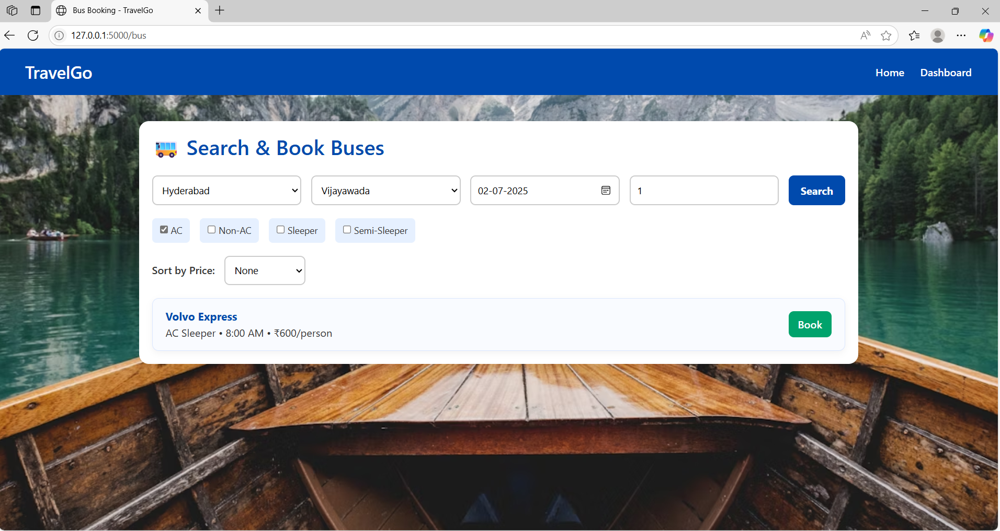 Bus Booking - TravelGo
127.0.0.1:5000/bus
TravelGo
Home Dashboard
Search & Book Buses
Hyderabad Vijayawada 02-07-2025 1 Search
AC Non-AC Sleeper Semi-Sleeper
Sort by Price: None
Volvo Express
AC Sleeper • 8:00 AM • ₹600/person
Book